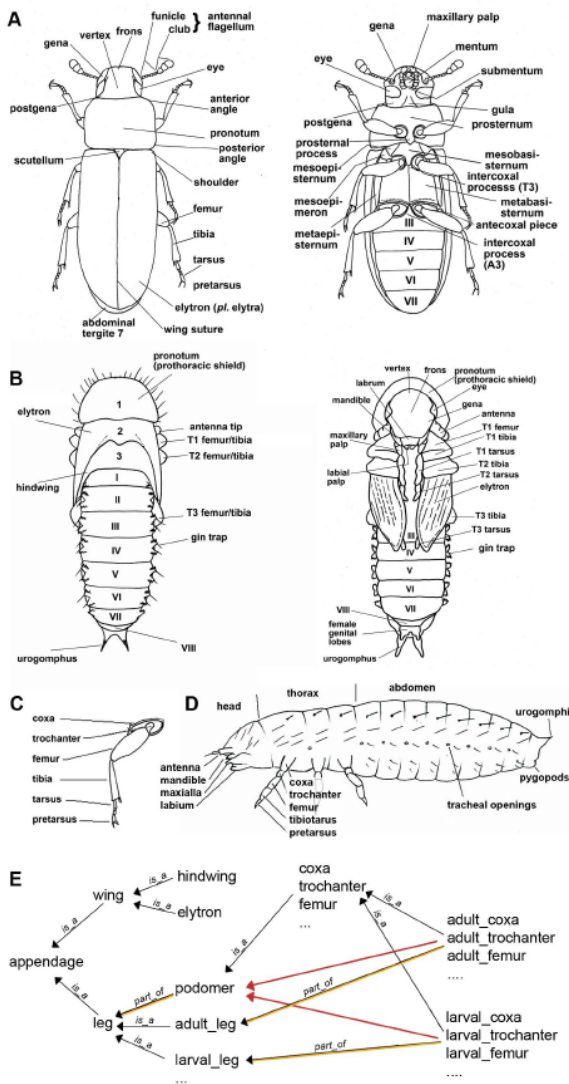 A
funicle
club } antennal
flagellum
frons
vertex
gena
eye
postgena
anterior
angle
pronotum
posterior
angle
scutellum
shoulder
femur
tibia
tarsus
pretarsus
elytron (pl. elytra)
wing suture
abdominal
tergite 7
maxillary palp
gena
mentum
eye
submentum
gula
postgena
prosternum
prosternal
process
mesoepi-
sternum
mesobasi-
sternum
intercoxal
processs (T3)
mesoepi-
meron
metabasi-
sternum
metaepi-
sternum
antecoxal piece
intercoxal
process
(A3)
III
IV
V
VI
VII
B
pronotum
(prothoracic shield)
1
elytron
2
antenna tip
3
T1 femur/tibia
T2 femur/tibia
hindwing
I
II
III
T3 femur/tibia
gin trap
IV
V
VI
VII
VIII
urogomphus
vertex
frons
pronotum
(prothoracic shield)
labrum
eye
mandible
gena
antenna
maxillary
palp
T1 femur
T1 tibia
T1 tarsus
labial
palp
T2 tibia
T2 tarsus
elytron
T3 tibia
T3 tarsus
gin trap
III
IV
V
VI
VII
VIII
female
genital
lobes
urogomphus
C
coxa
trochanter
femur
tibia
tarsus
pretarsus
D
head
thorax
abdomen
urogomphi
antenna
mandible
maxialla
labium
coxa
trochanter
femur
tibiotarus
pretarsus
pygopods
tracheal openings
E
hindwing
is_a
wing
is_a
elytron
is_a
appendage
is_a
leg
part_of
podomer
is_a
adult_leg
is_a
larval_leg
...
coxa
trochanter
femur
...
is_a
is_a
is_a
adult_coxa
adult_trochanter
adult_femur
....
part_of
larval_coxa
larval_trochanter
larval_femur
....
part_of